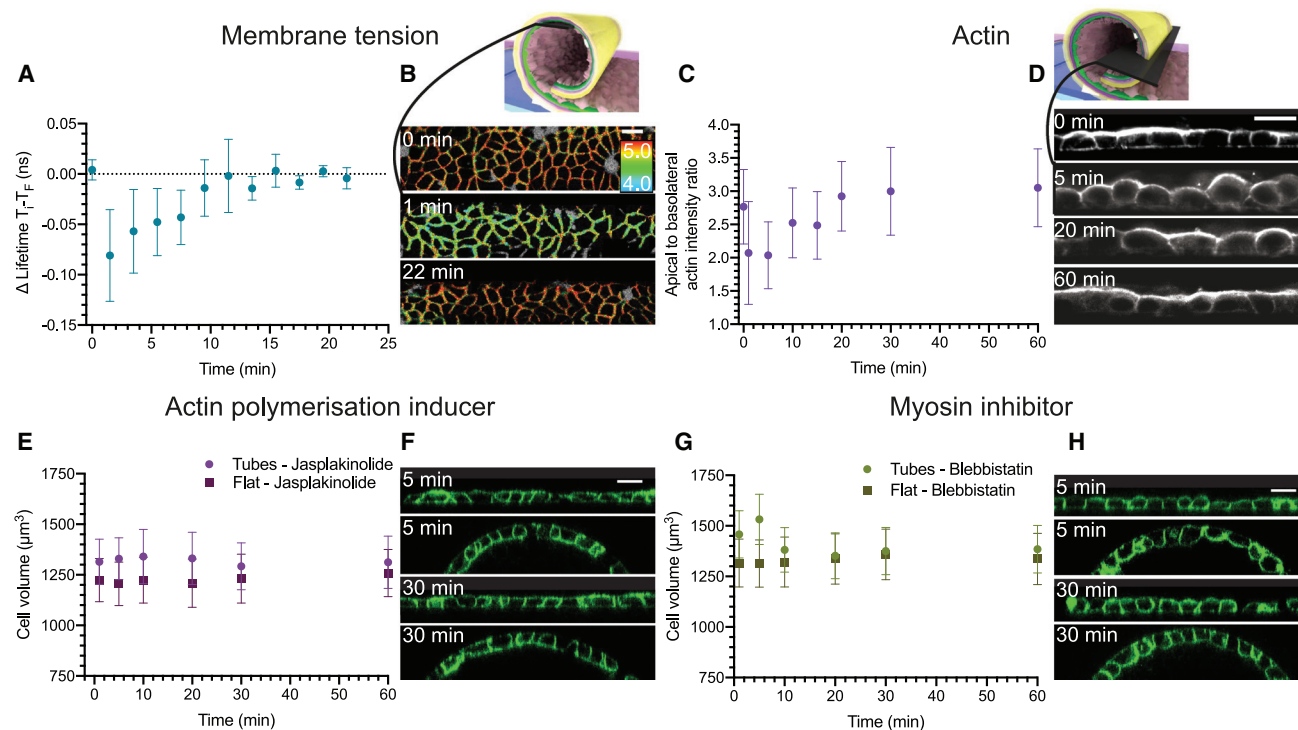 Membrane tension
Actin
A
B
C
D
Δ Lifetime Tᵢ-T_F (ns)
0.05
0.00
-0.05
-0.10
-0.15
0
5
10
15
20
25
Time (min)
0 min
5.0
4.0
1 min
22 min
Apical to basolateral
actin intensity ratio
4.0
3.5
3.0
2.5
2.0
1.5
1.0
0
10
20
30
40
50
60
Time (min)
0 min
5 min
20 min
60 min
Actin polymerisation inducer
Myosin inhibitor
E
F
G
H
Tubes - Jasplakinolide
Flat - Jasplakinolide
Cell volume (µm³)
1750
1500
1250
1000
750
0
10
20
30
40
50
60
Time (min)
5 min
5 min
30 min
30 min
Tubes - Blebbistatin
Flat - Blebbistatin
Cell volume (µm³)
1750
1500
1250
1000
750
0
10
20
30
40
50
60
Time (min)
5 min
5 min
30 min
30 min